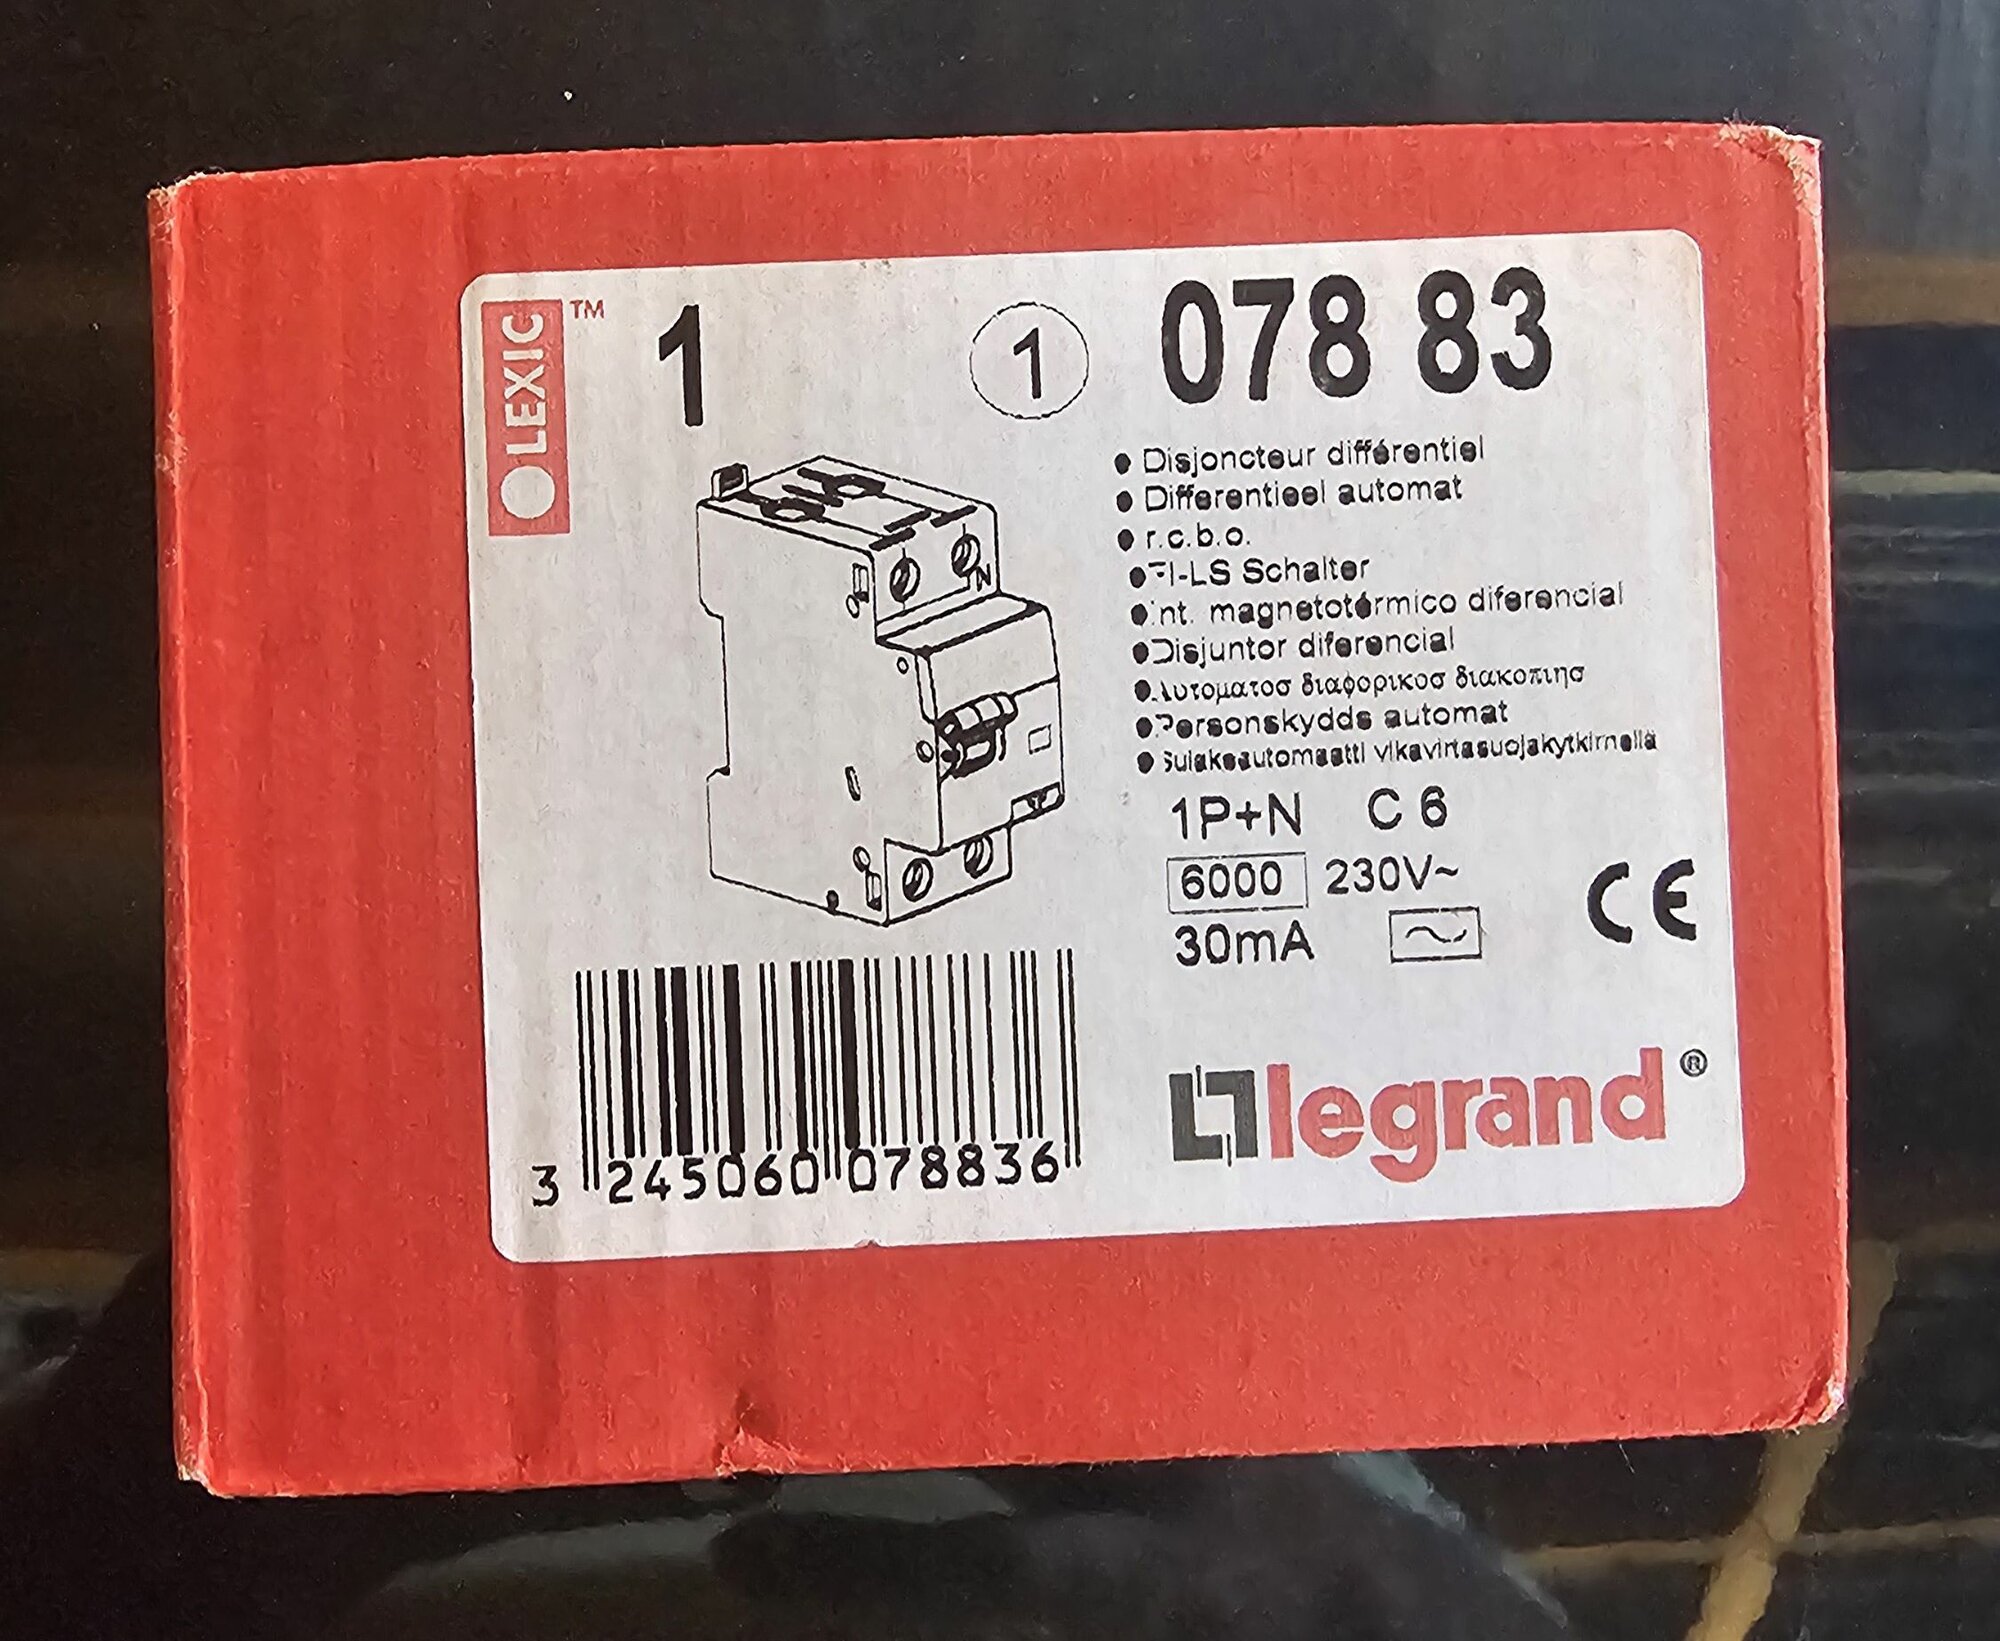 LEXIC™
1 1 078 83
● Disjoncteur différentiel
● Differentieel automat
● r.c.b.o.
● FI-LS Schalter
● Int. magnetotérmico diferencial
● Disjuntor diferencial
● Αυτοματοσ διαφορικοσ διακοπτησ
● Personskydds automat
● Sulakeautomaatti vikavirtasuojakytkimellä
N
1P+N C 6
6000 230V~
30mA
CE
3 245060 078836
legrand®